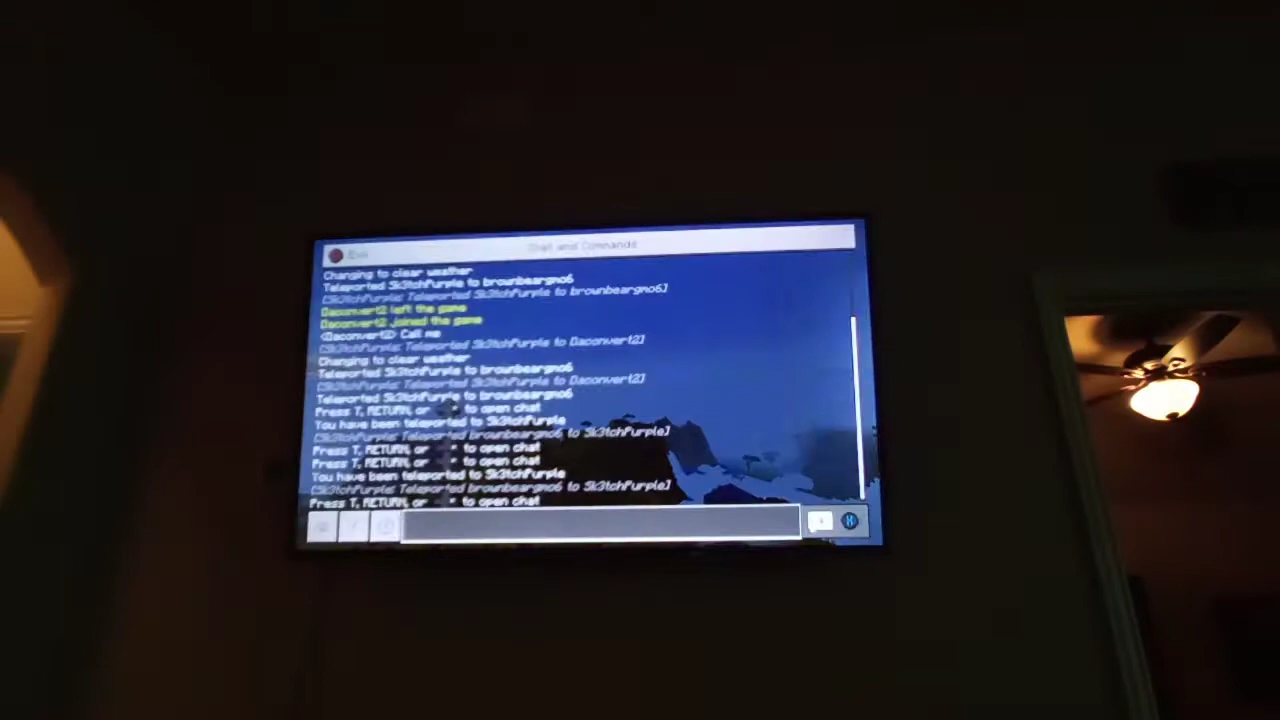 Exit
Chat and Commands
Changing to clear weather
Teleported Sk3tchPurple to brownbeargmo6
[Sk3tchPurple: Teleported Sk3tchPurple to brownbeargmo6]
Daconvert2 left the game
Daconvert2 joined the game
<Daconvert2> Call me
[Sk3tchPurple: Teleported Sk3tchPurple to Daconvert2]
Changing to clear weather
Teleported Sk3tchPurple to brownbeargmo6
[Sk3tchPurple: Teleported Sk3tchPurple to Daconvert2]
Teleported Sk3tchPurple to brownbeargmo6
Press T, RETURN, or to open chat
You have been teleported to Sk3tchPurple
[Sk3tchPurple: Teleported brownbeargmo6 to Sk3tchPurple]
Press T, RETURN, or to open chat
Press T, RETURN, or to open chat
You have been teleported to Sk3tchPurple
[Sk3tchPurple: Teleported brownbeargmo6 to Sk3tchPurple]
Press T, RETURN, or to open chat